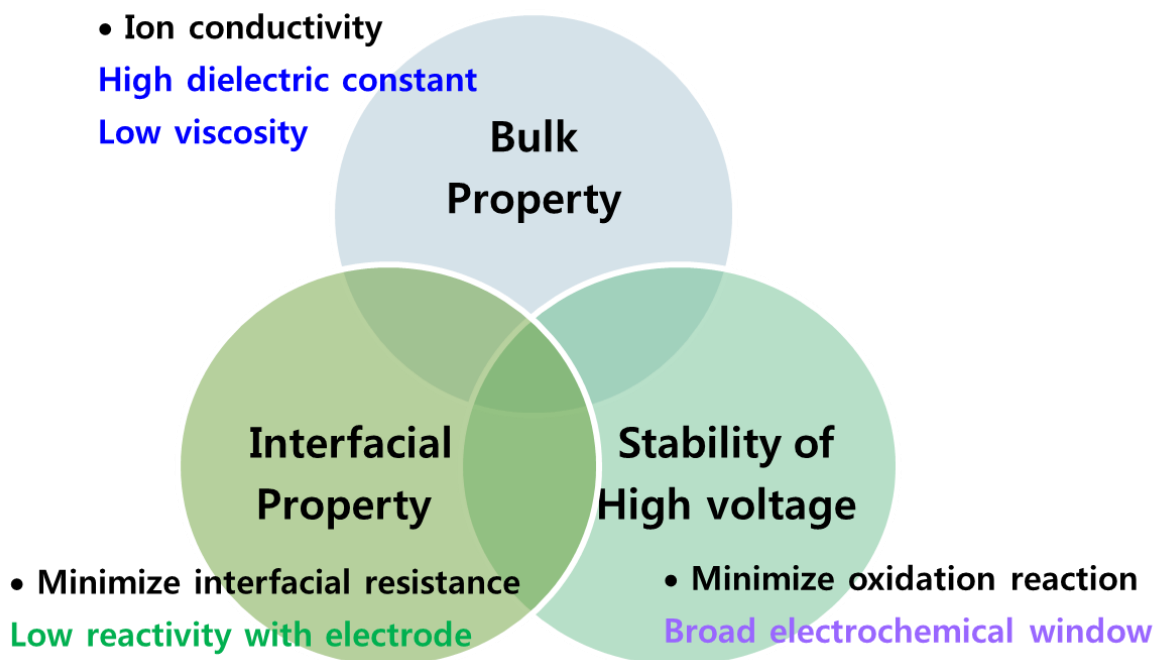 • Ion conductivity
High dielectric constant
Low viscosity
Bulk
Property
Interfacial
Property
Stability of
High voltage
• Minimize interfacial resistance
Low reactivity with electrode
• Minimize oxidation reaction
Broad electrochemical window